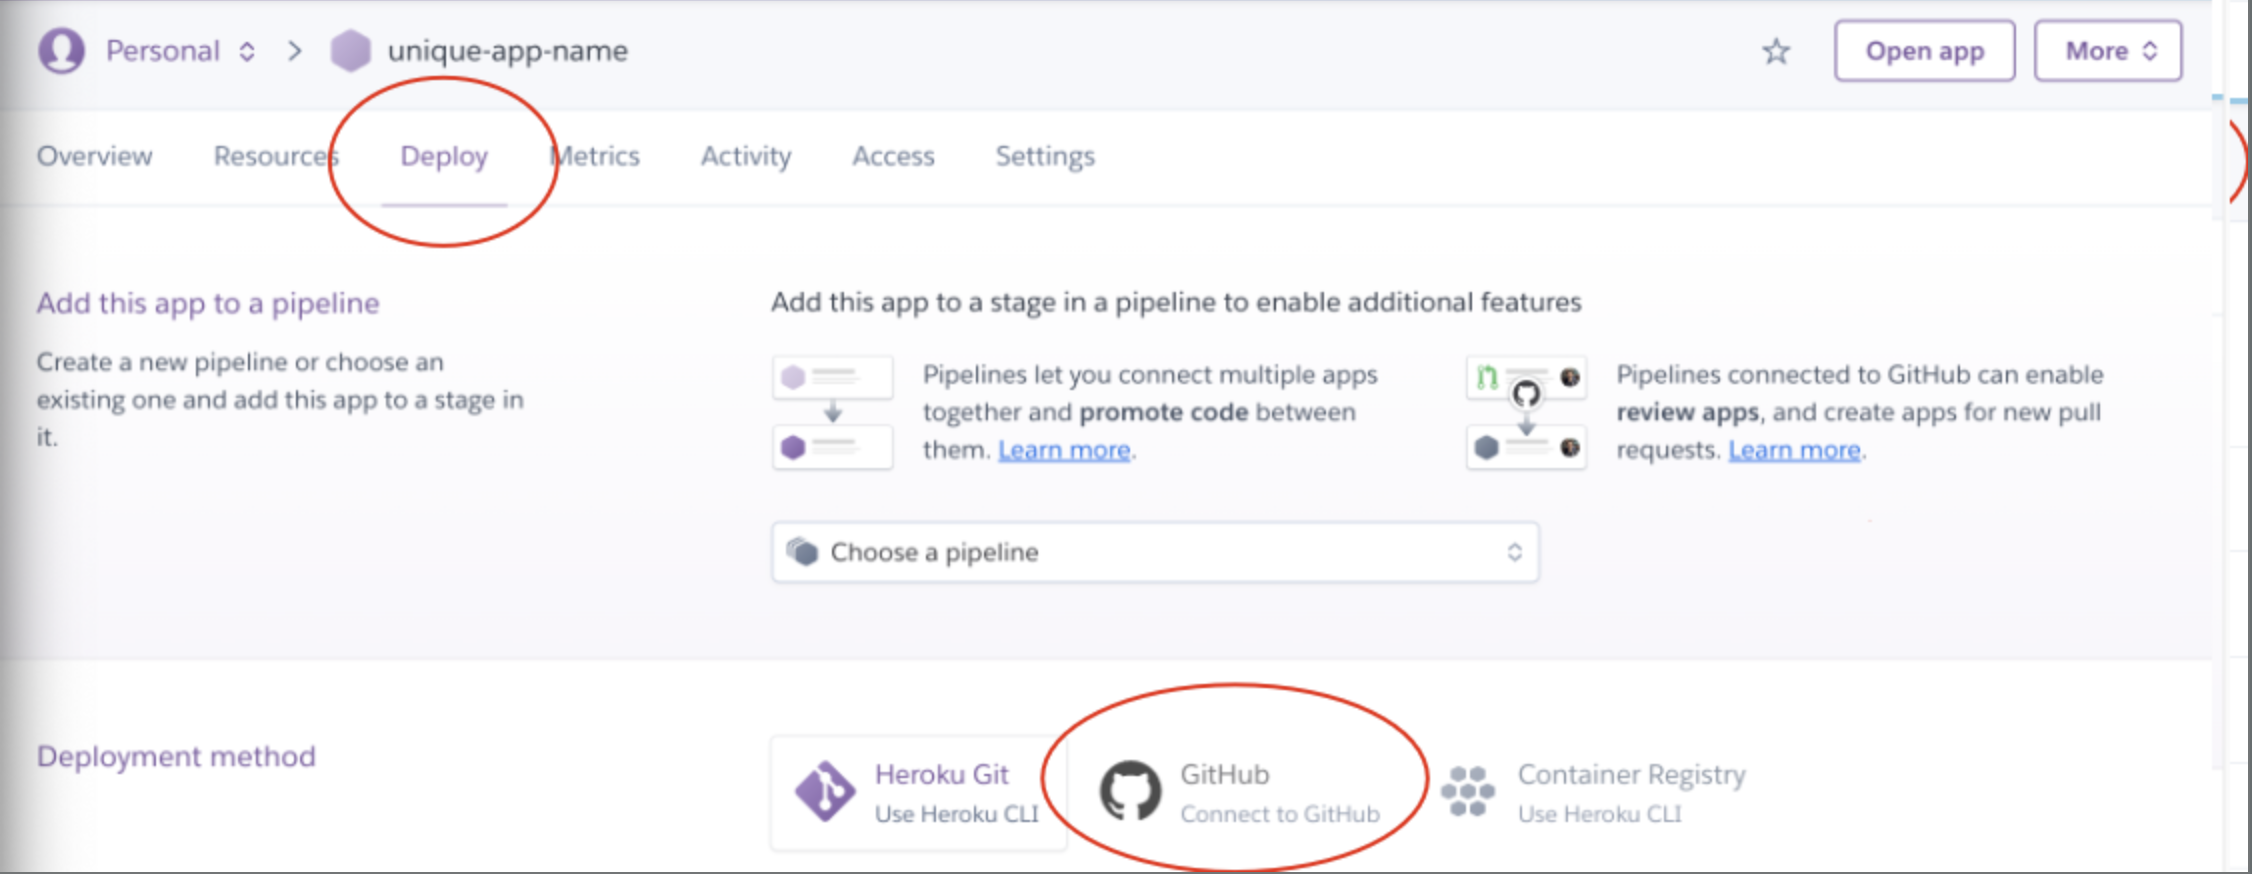 Personal > unique-app-name
Open app
More
Overview
Resources
Deploy
Metrics
Activity
Access
Settings
Add this app to a pipeline
Create a new pipeline or choose an
existing one and add this app to a stage in
it.
Add this app to a stage in a pipeline to enable additional features
Pipelines let you connect multiple apps
together and promote code between
them. Learn more.
Pipelines connected to GitHub can enable
review apps, and create apps for new pull
requests. Learn more.
Choose a pipeline
Deployment method
Heroku Git
Use Heroku CLI
GitHub
Connect to GitHub
Container Registry
Use Heroku CLI